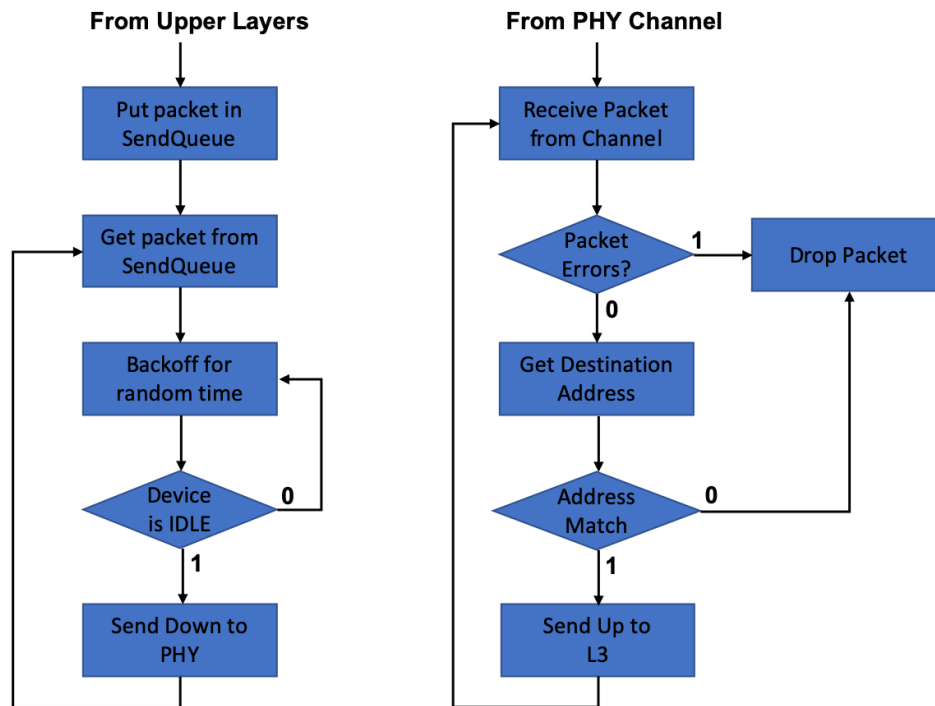 From Upper Layers
Put packet in
SendQueue
Get packet from
SendQueue
Backoff for
random time
Device
is IDLE
0
1
Send Down to
PHY
From PHY Channel
Receive Packet
from Channel
Packet
Errors?
1
Drop Packet
0
Get Destination
Address
Address
Match
0
1
Send Up to
L3